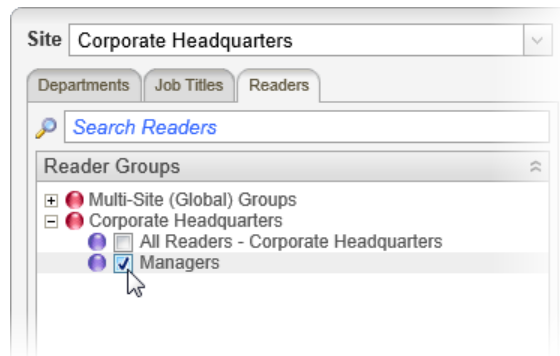 Site Corporate Headquarters
Departments Job Titles Readers
Search Readers
Reader Groups
Multi-Site (Global) Groups
Corporate Headquarters
All Readers - Corporate Headquarters
Managers